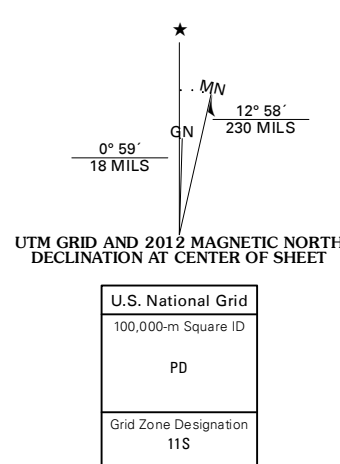 ★
MN
GN
12° 58´
230 MILS
0° 59´
18 MILS
UTM GRID AND 2012 MAGNETIC NORTH
DECLINATION AT CENTER OF SHEET
U.S. National Grid
100,000-m Square ID
PD
Grid Zone Designation
11S